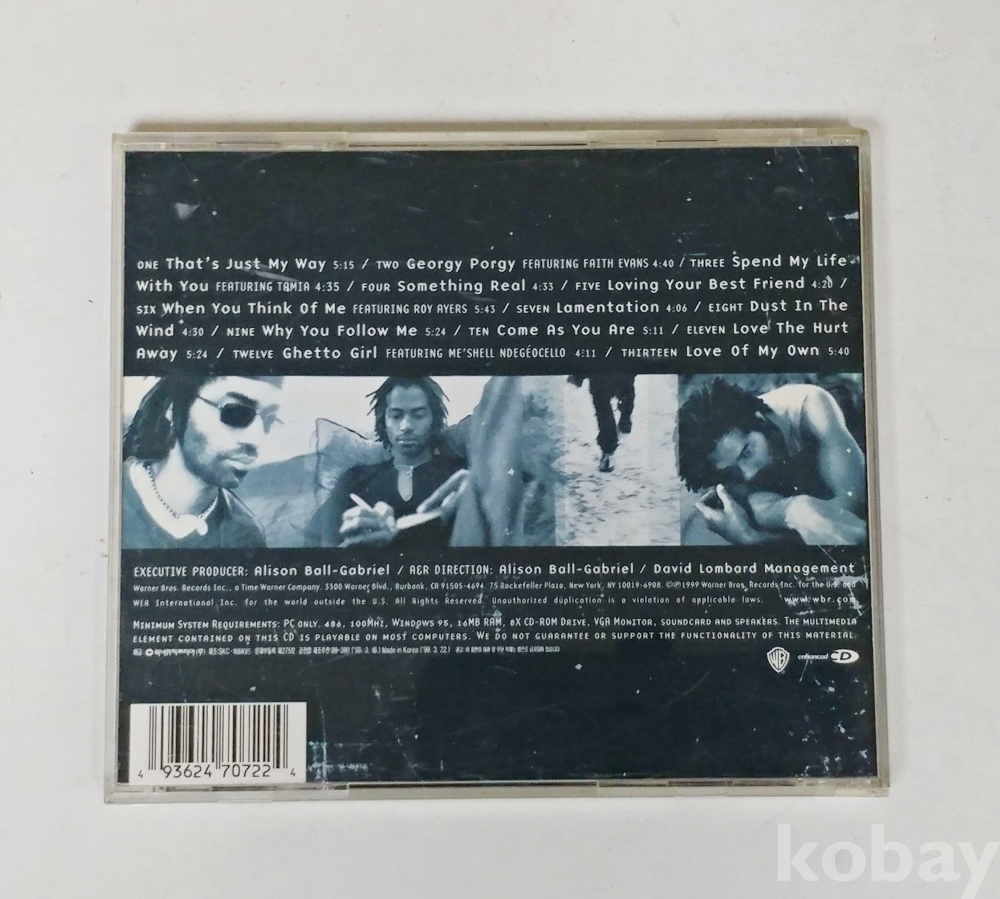 ONE That's Just My Way 5:15 / TWO Georgy Porgy FEATURING FAITH EVANS 4:40 / THREE Spend My Life
With You FEATURING TAMIA 4:35 / FOUR Something Real 4:33 / FIVE Loving Your Best Friend 4:20 /
SIX When You Think Of Me FEATURING ROY AYERS 5:43 / SEVEN Lamentation 4:06 / EIGHT Dust In The
Wind 4:30 / NINE Why You Follow Me 5:24 / TEN Come As You Are 5:11 / ELEVEN Love The Hurt
Away 5:24 / TWELVE Ghetto Girl FEATURING ME'SHELL NDEGÉOCELLO 4:11 / THIRTEEN Love Of My Own 5:40
EXECUTIVE PRODUCER: Alison Ball-Gabriel / A&R DIRECTION: Alison Ball-Gabriel / David Lombard Management
Warner Bros. Records Inc., a Time Warner Company. 3300 Warner Blvd., Burbank, CA 91505-4694 75 Rockefeller Plaza, New York, NY 10019-6908. ©℗1999 Warner Bros. Records Inc. for the U.S. and
WEA International Inc. for the world outside the U.S. All Rights Reserved. Unauthorized duplication is a violation of applicable laws. www.wbr.com
MINIMUM SYSTEM REQUIREMENTS: PC ONLY. 486, 100MHZ, WINDOWS 95, 16MB RAM, 8X CD-ROM DRIVE, VGA MONITOR, SOUNDCARD AND SPEAKERS. THE MULTIMEDIA
ELEMENT CONTAINED ON THIS CD IS PLAYABLE ON MOST COMPUTERS. WE DO NOT GUARANTEE OR SUPPORT THE FUNCTIONALITY OF THIS MATERIAL.
Made in Korea
WB enhanced CD
4 93624 70722 4
kobay